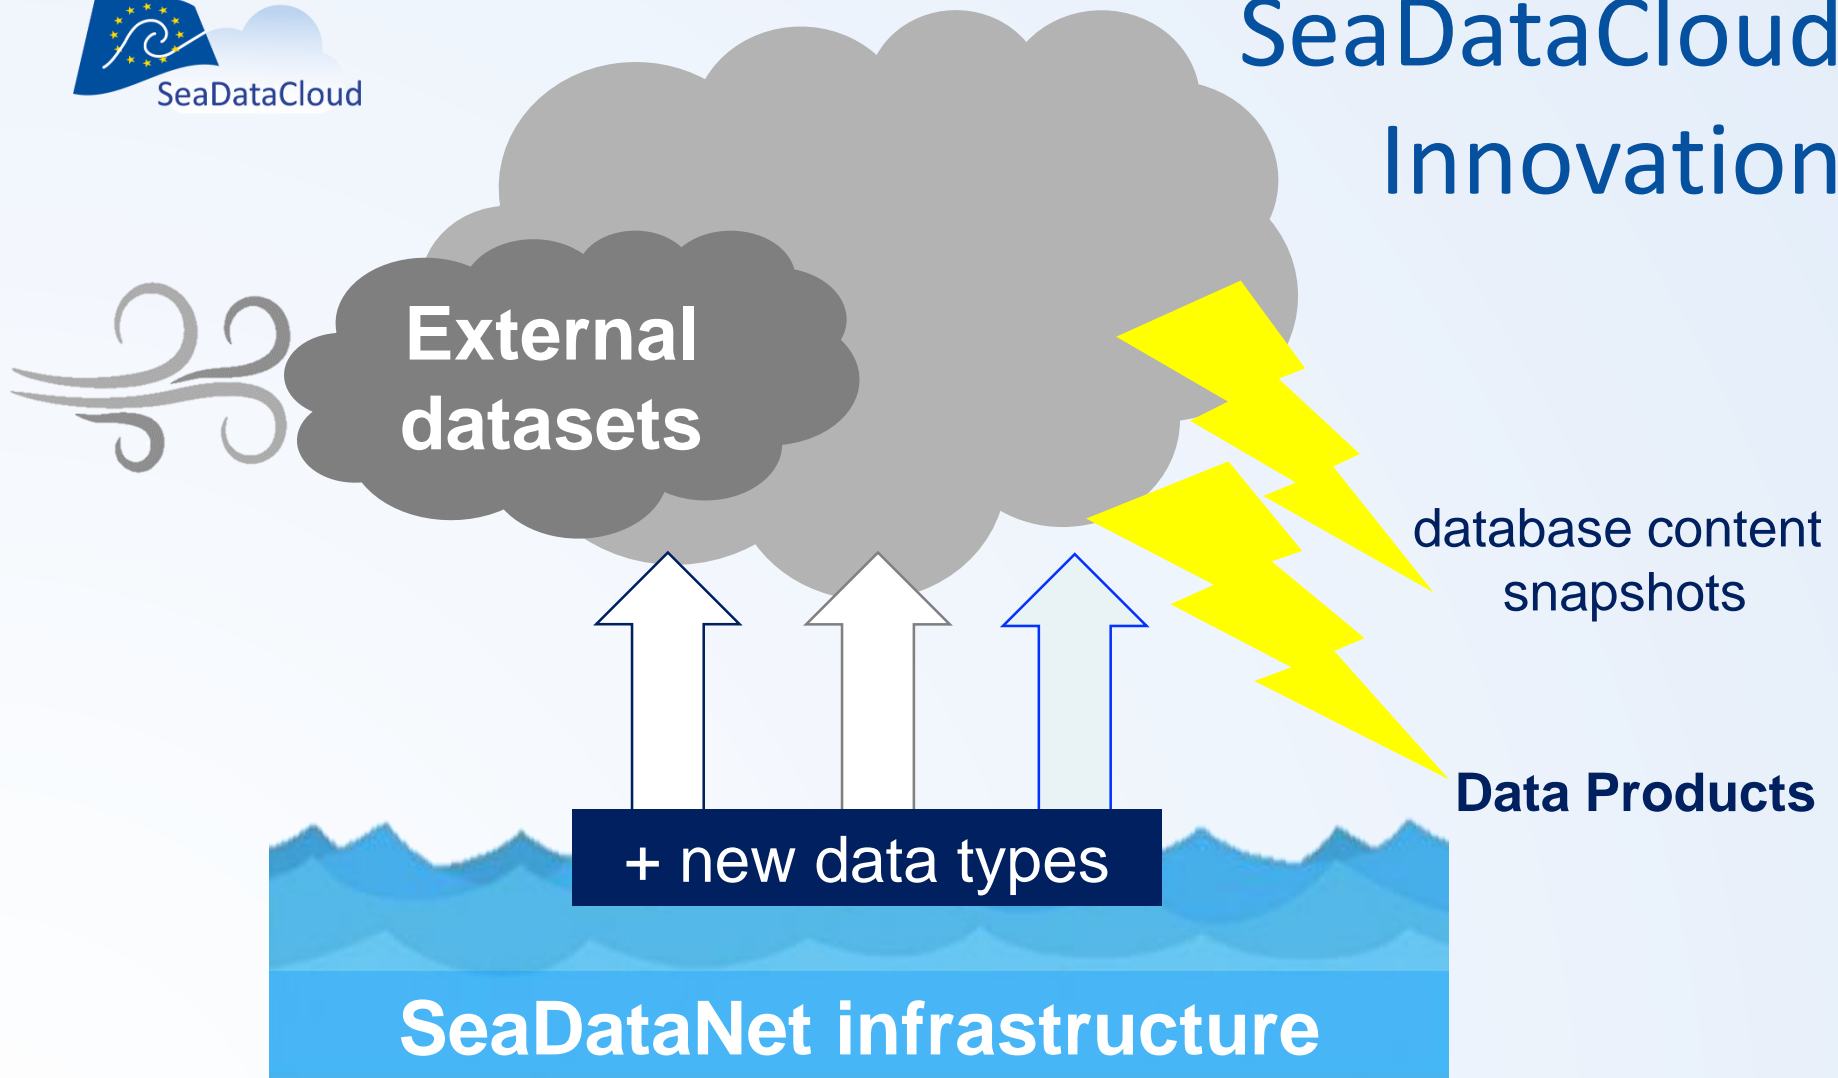 SeaDataCloud
SeaDataCloud
Innovation
External
datasets
database content
snapshots
Data Products
+ new data types
SeaDataNet infrastructure